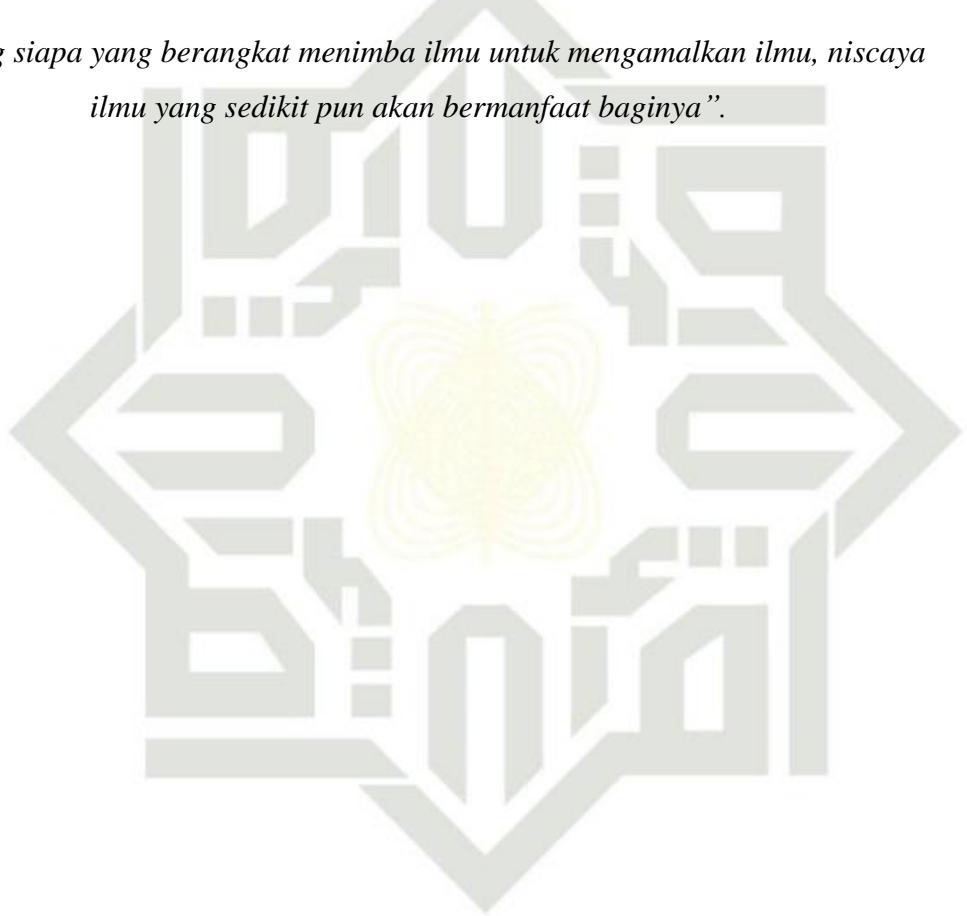 g siapa yang berangkat menimba ilmu untuk mengamalkan ilmu, niscaya
ilmu yang sedikit pun akan bermanfaat baginya”.